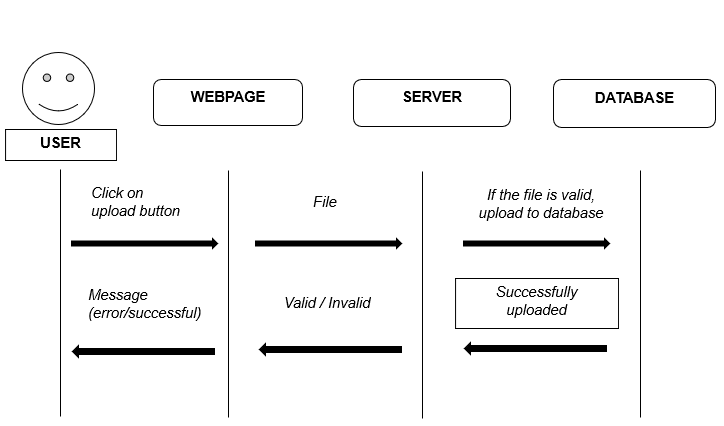 WEBPAGE
SERVER
DATABASE
USER
Click on
upload button
File
If the file is valid,
upload to database
Message
(error/successful)
Valid / Invalid
Successfully
uploaded